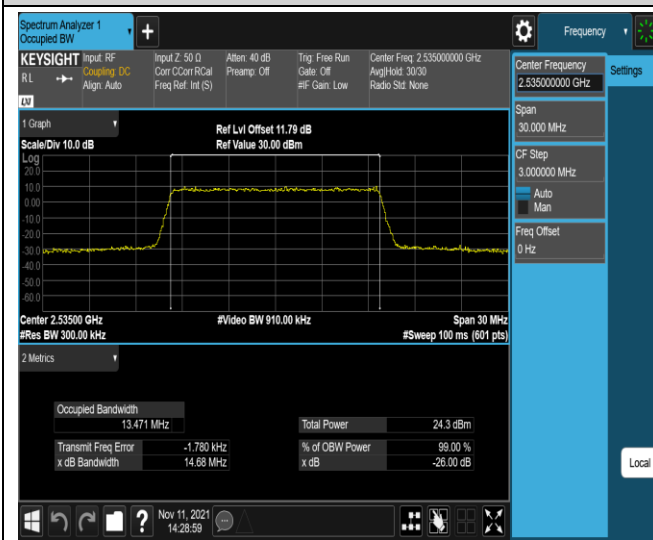 Spectrum Analyzer 1
Occupied BW
+
Frequency
KEYSIGHT Input: RF
RL
Coupling: DC
Align: Auto
Input Z: 50 Ω
Corr CCorr RCal
Freq Ref: Int (S)
Atten: 40 dB
Preamp: Off
Trig: Free Run
Gate: Off
#IF Gain: Low
Center Freq: 2.535000000 GHz
Avg|Hold: 30/30
Radio Std: None
LXI
1 Graph
Scale/Div 10.0 dB
Ref Lvl Offset 11.79 dB
Ref Value 30.00 dBm
Log
20.0
10.0
0.00
-10.0
-20.0
-30.0
-40.0
-50.0
-60.0
Center 2.53500 GHz
#Res BW 300.00 kHz
#Video BW 910.00 kHz
Span 30 MHz
#Sweep 100 ms (601 pts)
2 Metrics
Occupied Bandwidth
13.471 MHz
Total Power 24.3 dBm
Transmit Freq Error -1.780 kHz
% of OBW Power 99.00 %
x dB Bandwidth 14.68 MHz
x dB -26.00 dB
Center Frequency
2.535000000 GHz
Settings
Span
30.000 MHz
CF Step
3.000000 MHz
Auto
Man
Freq Offset
0 Hz
Local
?
Nov 11, 2021
14:28:59